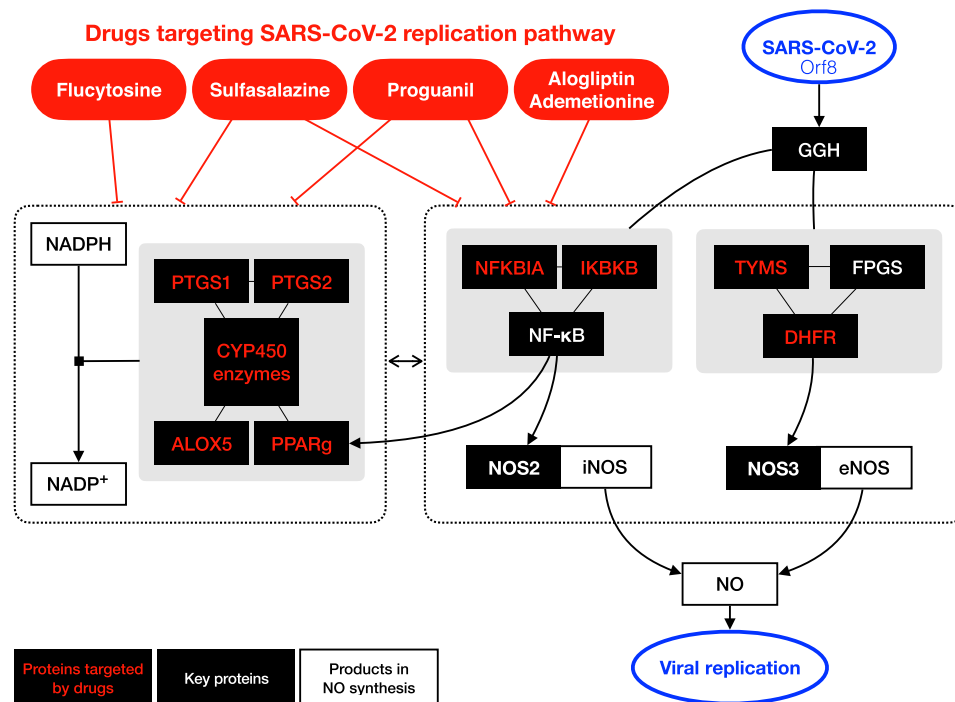 Drugs targeting SARS-CoV-2 replication pathway
SARS-CoV-2
Orf8
Flucytosine
Sulfasalazine
Proguanil
Alogliptin
Ademetionine
GGH
NADPH
PTGS1
PTGS2
CYP450
enzymes
ALOX5
PPARg
NADP+
NFKBIA
IKBKB
NF-κB
TYMS
FPGS
DHFR
NOS2
iNOS
NOS3
eNOS
NO
Viral replication
Proteins targeted
by drugs
Key proteins
Products in
NO synthesis